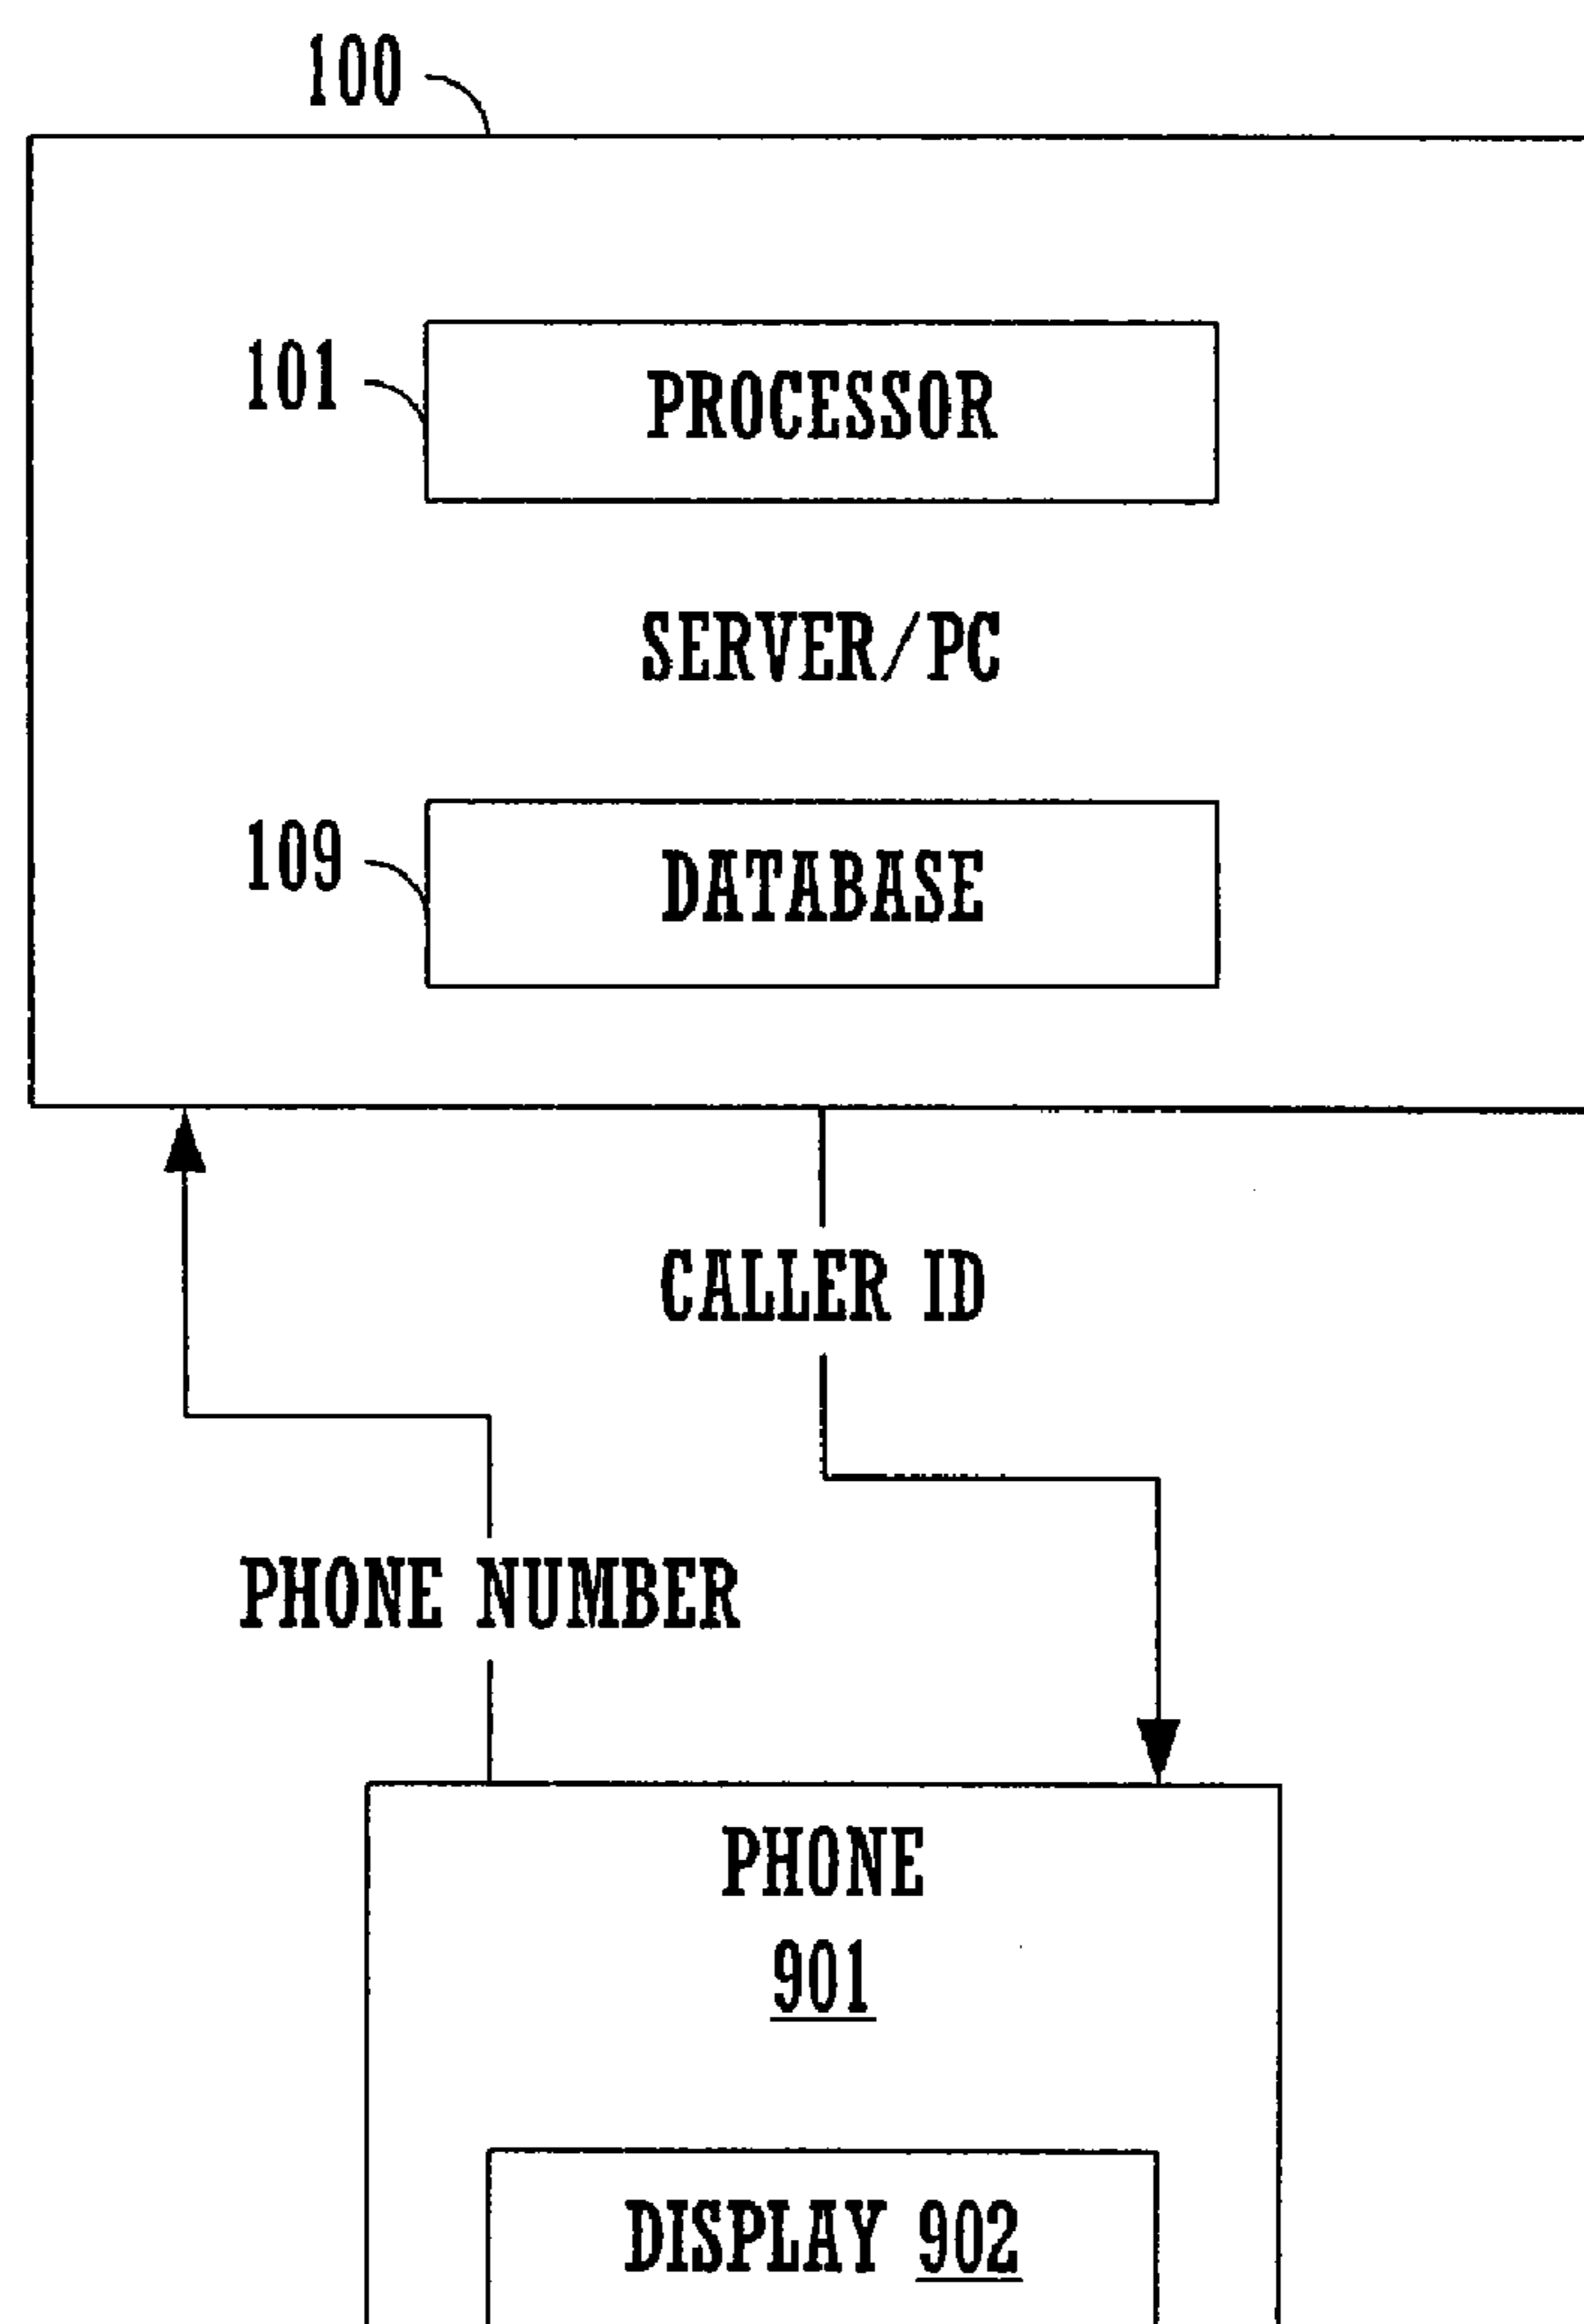 100
101
PROCESSOR
SERVER/PC
109
DATABASE
CALLER ID
PHONE NUMBER
PHONE
901
DISPLAY 902